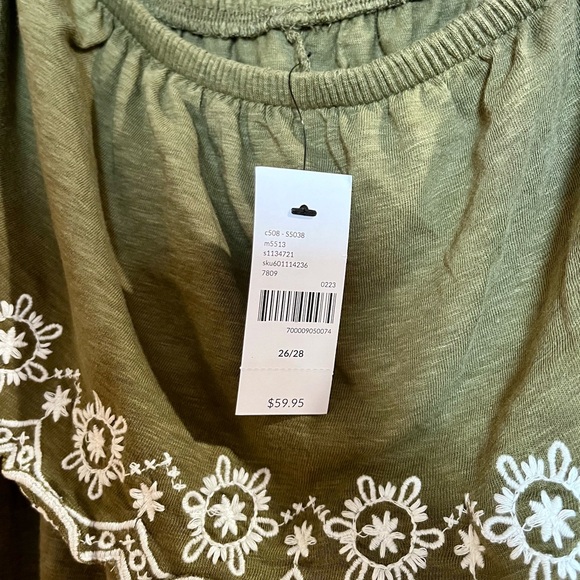 c508 - 55038
m5513
s1134721
sku601114236
7809
0223
700009050074
26/28
$59.95